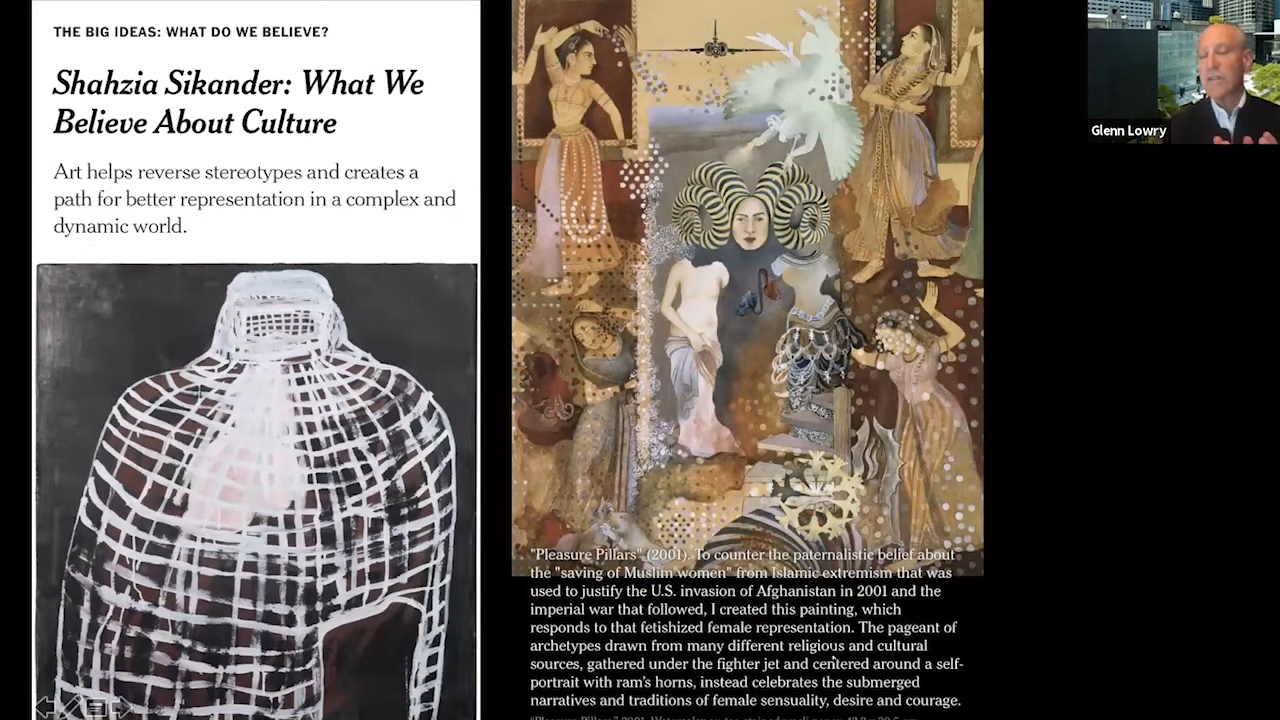 THE BIG IDEAS: WHAT DO WE BELIEVE?
Shahzia Sikander: What We
Believe About Culture
Art helps reverse stereotypes and creates a
path for better representation in a complex and
dynamic world.
"Pleasure Pillars" (2001). To counter the paternalistic belief about
the "saving of Muslim women" from Islamic extremism that was
used to justify the U.S. invasion of Afghanistan in 2001 and the
imperial war that followed, I created this painting, which
responds to that fetishized female representation. The pageant of
archetypes drawn from many different religious and cultural
sources, gathered under the fighter jet and centered around a self-
portrait with ram's horns, instead celebrates the submerged
narratives and traditions of female sensuality, desire and courage.
Glenn Lowry